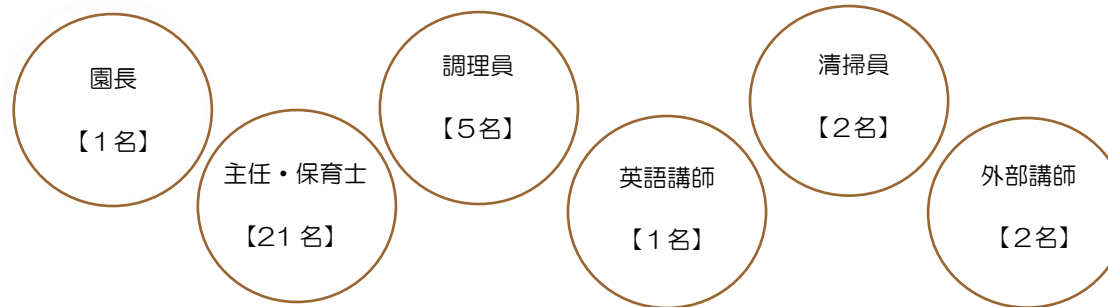 園長
【１名】
主任・保育士
【21名】
調理員
【５名】
英語講師
【１名】
清掃員
【２名】
外部講師
【２名】